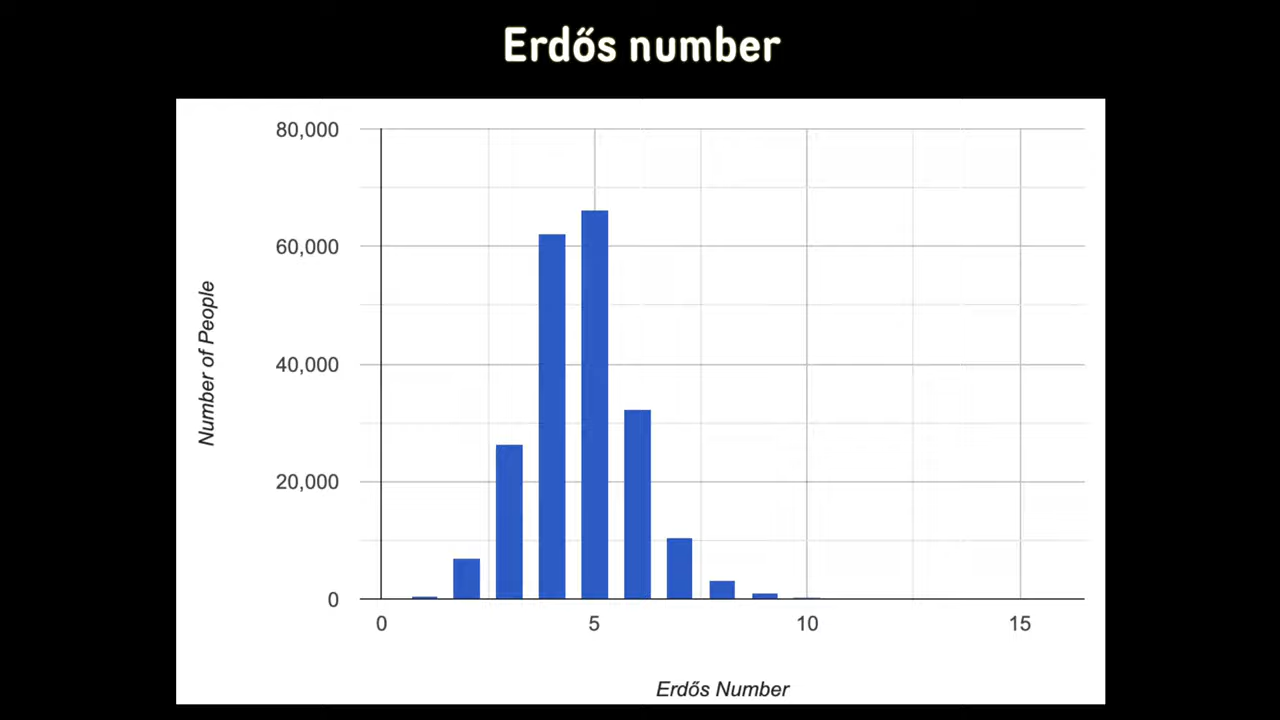 Erdős number
80,000
60,000
40,000
20,000
0
Number of People
0 5 10 15
Erdős Number